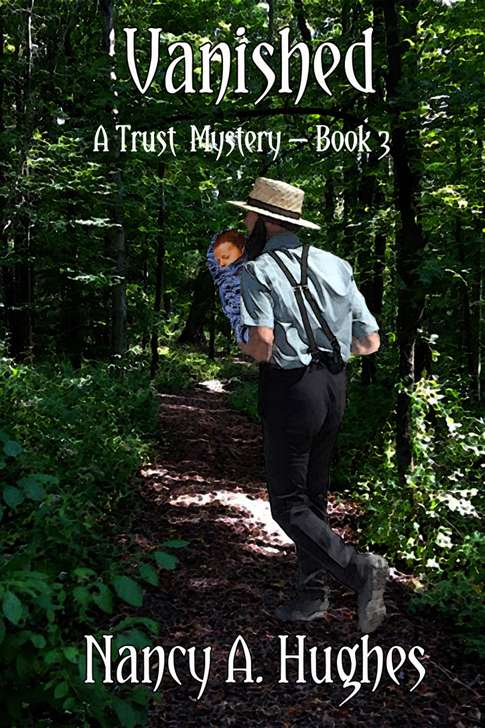 Vanished
A Trust Mystery – Book 3
Nancy A. Hughes